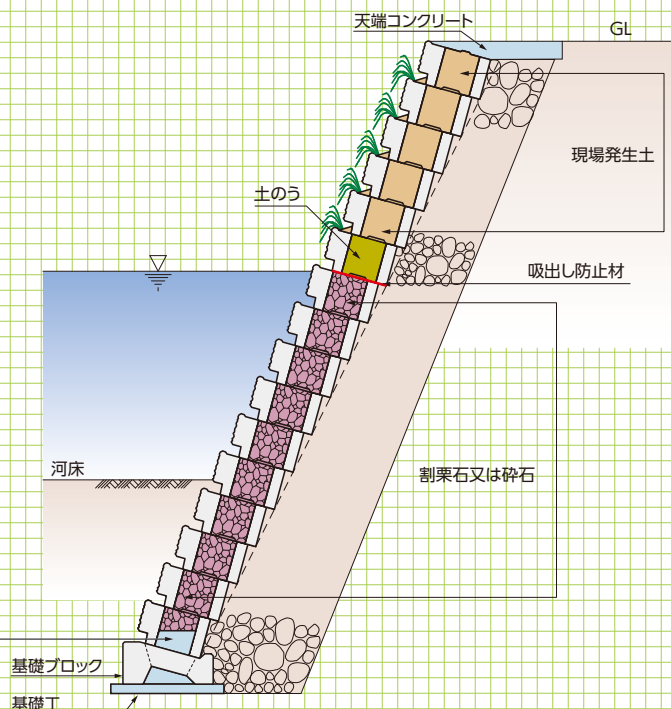 天端コンクリート
GL
現場発生土
土のう
吸出し防止材
河床
割栗石又は砕石
基礎ブロック
基礎工